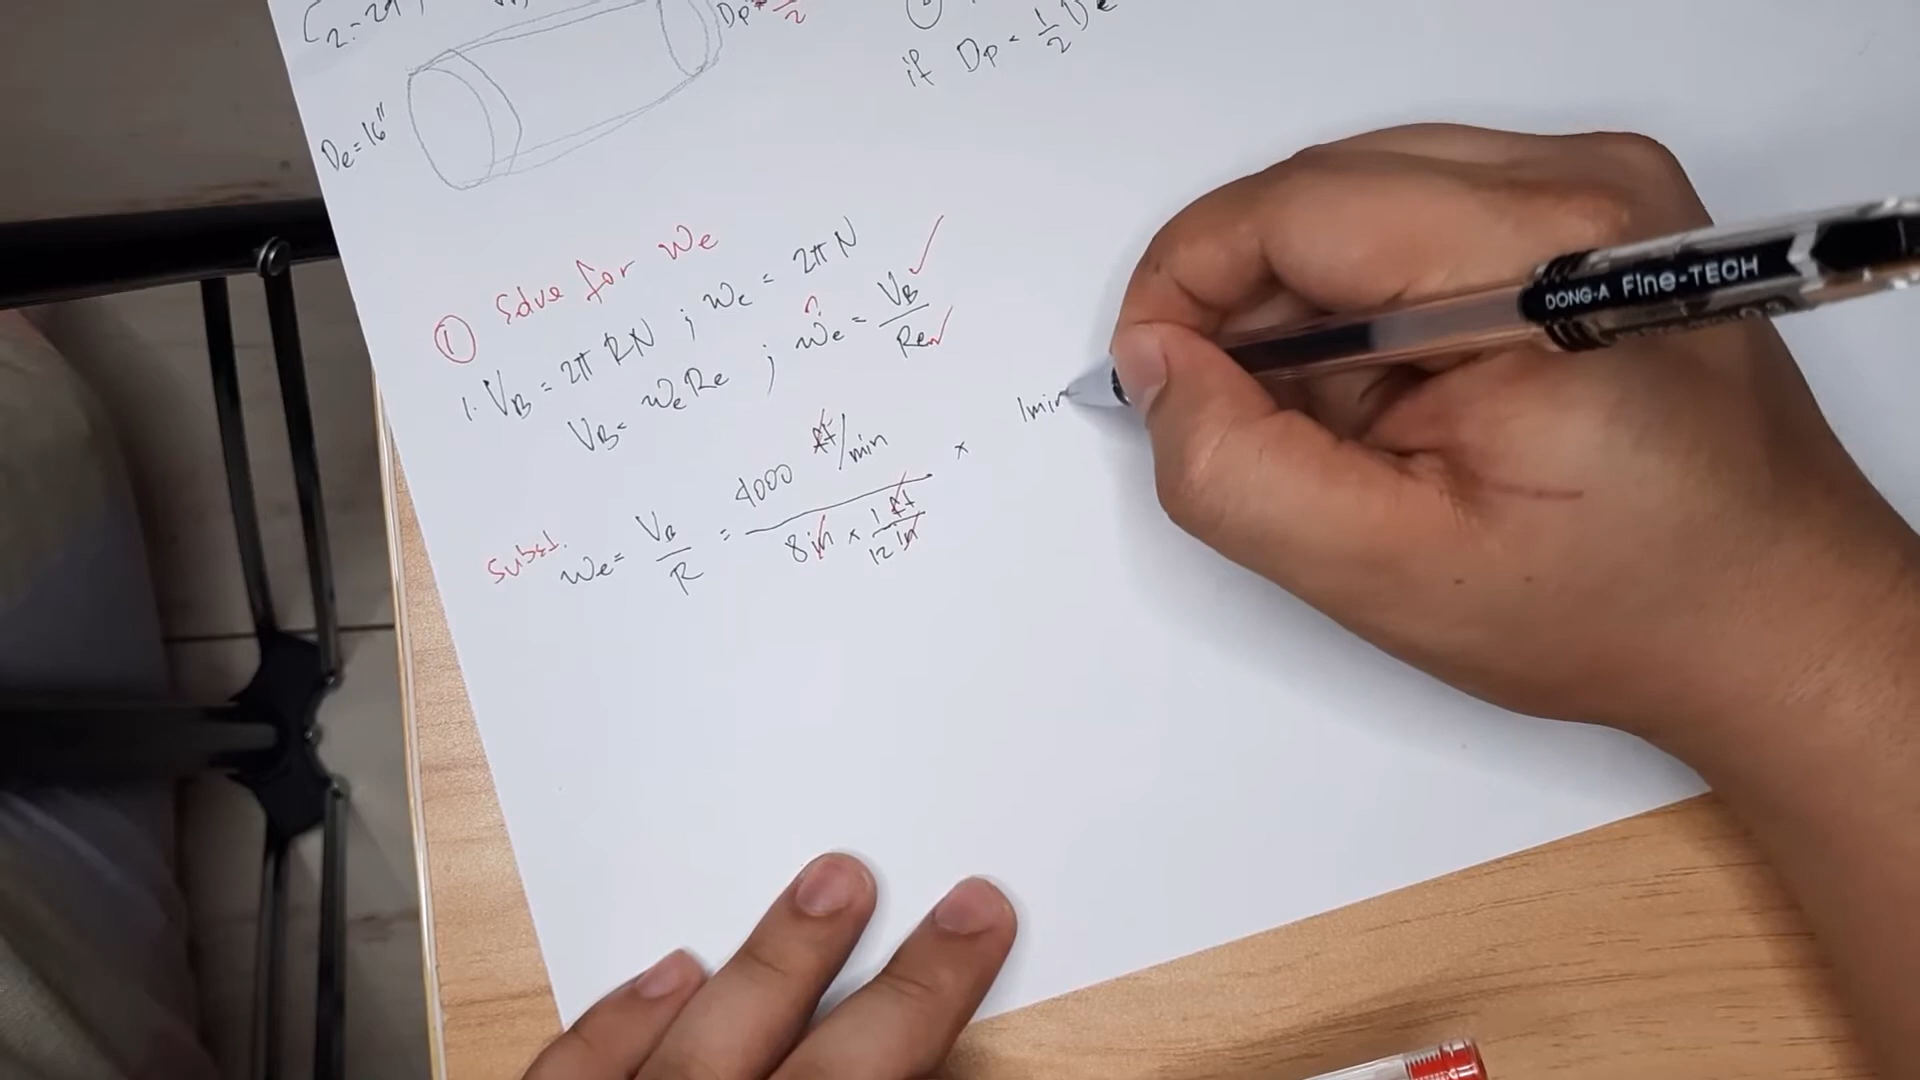 De = 16"
if Dp = 1/2 De
① Solve for We
1. VB = 2π RN ; We = 2π N
VB = We Re ; We = VB/Re
Subst. We = VB/R = 4000 ft/min / 8 in x 1 ft/12 in x 1min
DONG-A Fine-TECH